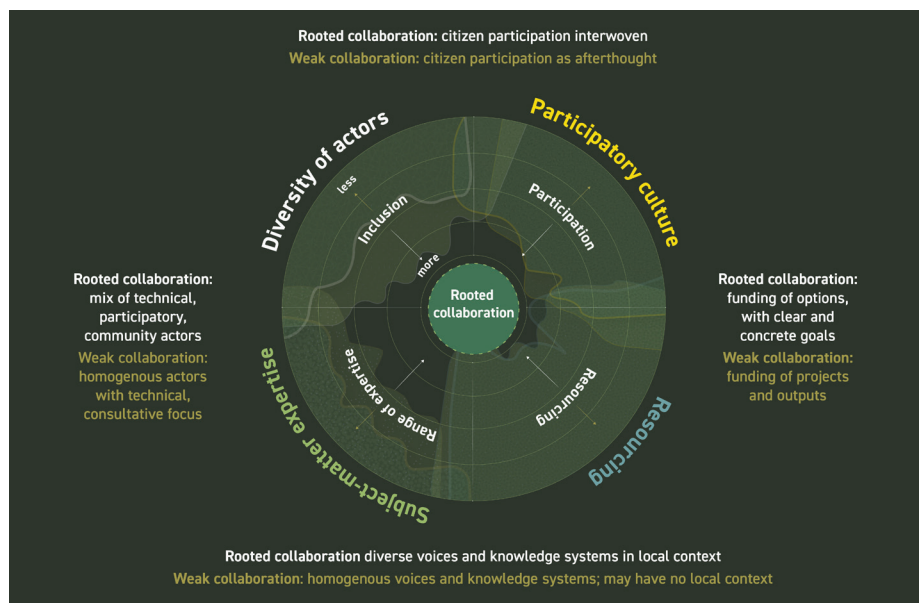 Rooted collaboration: citizen participation interwoven
Weak collaboration: citizen participation as afterthought
Diversity of actors
Participatory culture
less
Inclusion
Participation
more
Rooted collaboration:
mix of technical,
participatory,
community actors
Weak collaboration:
homogenous actors
with technical,
consultative focus
Rooted
collaboration
Rooted collaboration:
funding of options,
with clear and
concrete goals
Weak collaboration:
funding of projects
and outputs
Range of expertise
Resourcing
Subject-matter expertise
Resourcing
Rooted collaboration diverse voices and knowledge systems in local context
Weak collaboration: homogenous voices and knowledge systems; may have no local context